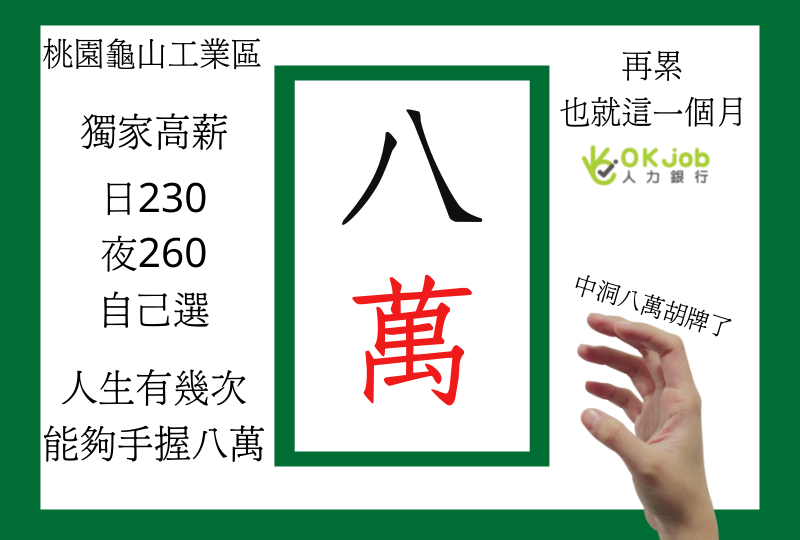 桃園龜山工業區
獨家高薪
日230
夜260
自己選
人生有幾次
能夠手握八萬
八
萬
再累
也就這一個月
OKJob
人力銀行
中洞八萬胡牌了